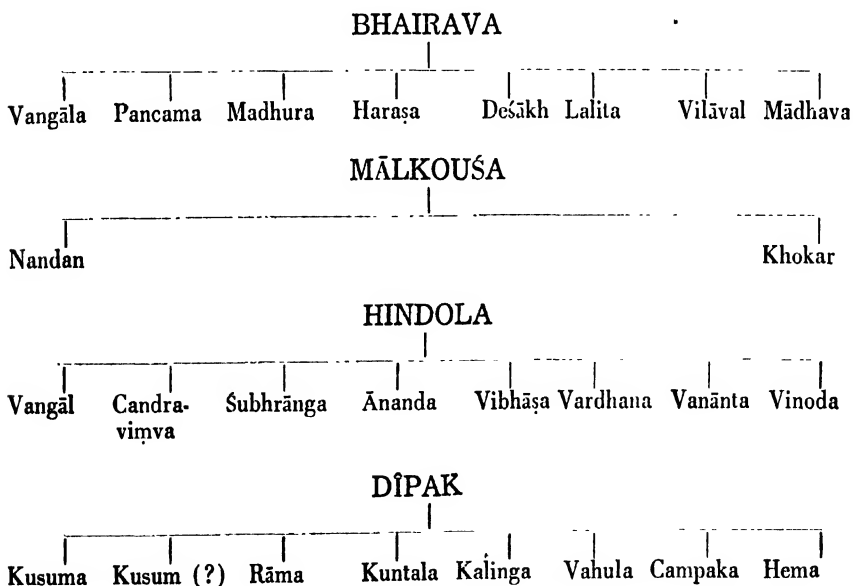 BHAIRAVA
Vangāla Pancama Madhura Haraṣa Deśākh Lalita Vilāval Mādhava
MĀLKOUŚA
Nandan Khokar
HINDOLA
Vangāl Candra- Śubhrānga Ānanda Vibhāṣa Vardhana Vanānta Vinoda
viṃva
DÎPAK
Kusuma Kusum (?) Rāma Kuntala Kalinga Vahula Campaka Hema